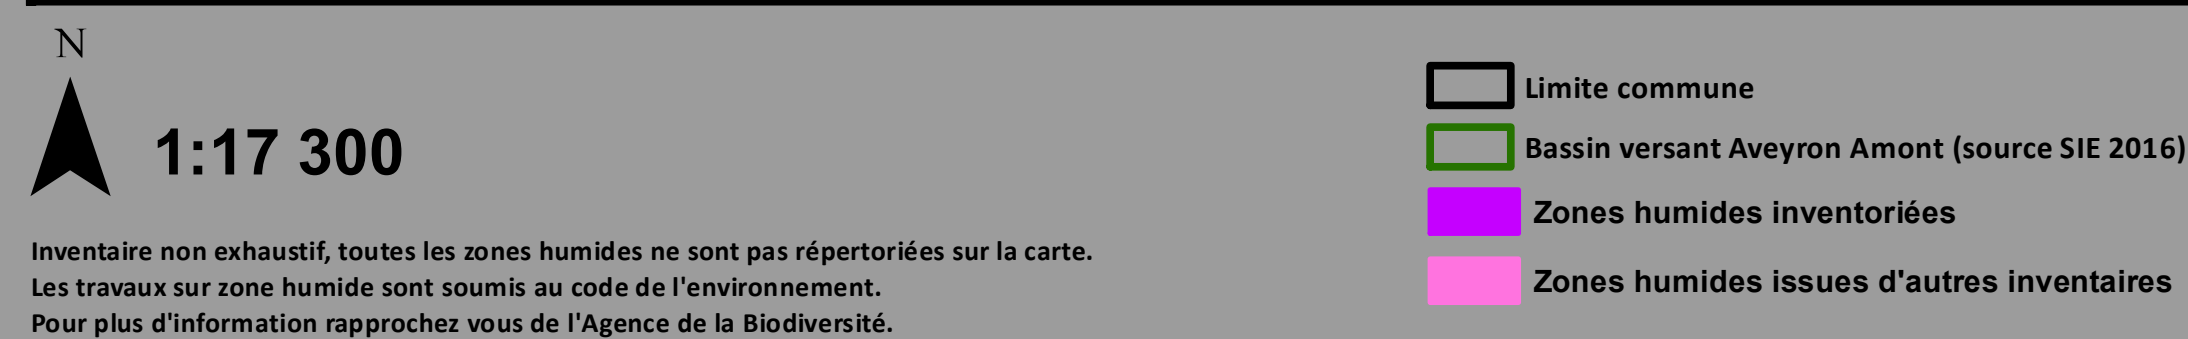 N
1:17 300
Inventaire non exhaustif, toutes les zones humides ne sont pas répertoriées sur la carte.
Les travaux sur zone humide sont soumis au code de l'environnement.
Pour plus d'information rapprochez vous de l'Agence de la Biodiversité.
Limite commune
Bassin versant Aveyron Amont (source SIE 2016)
Zones humides inventoriées
Zones humides issues d'autres inventaires